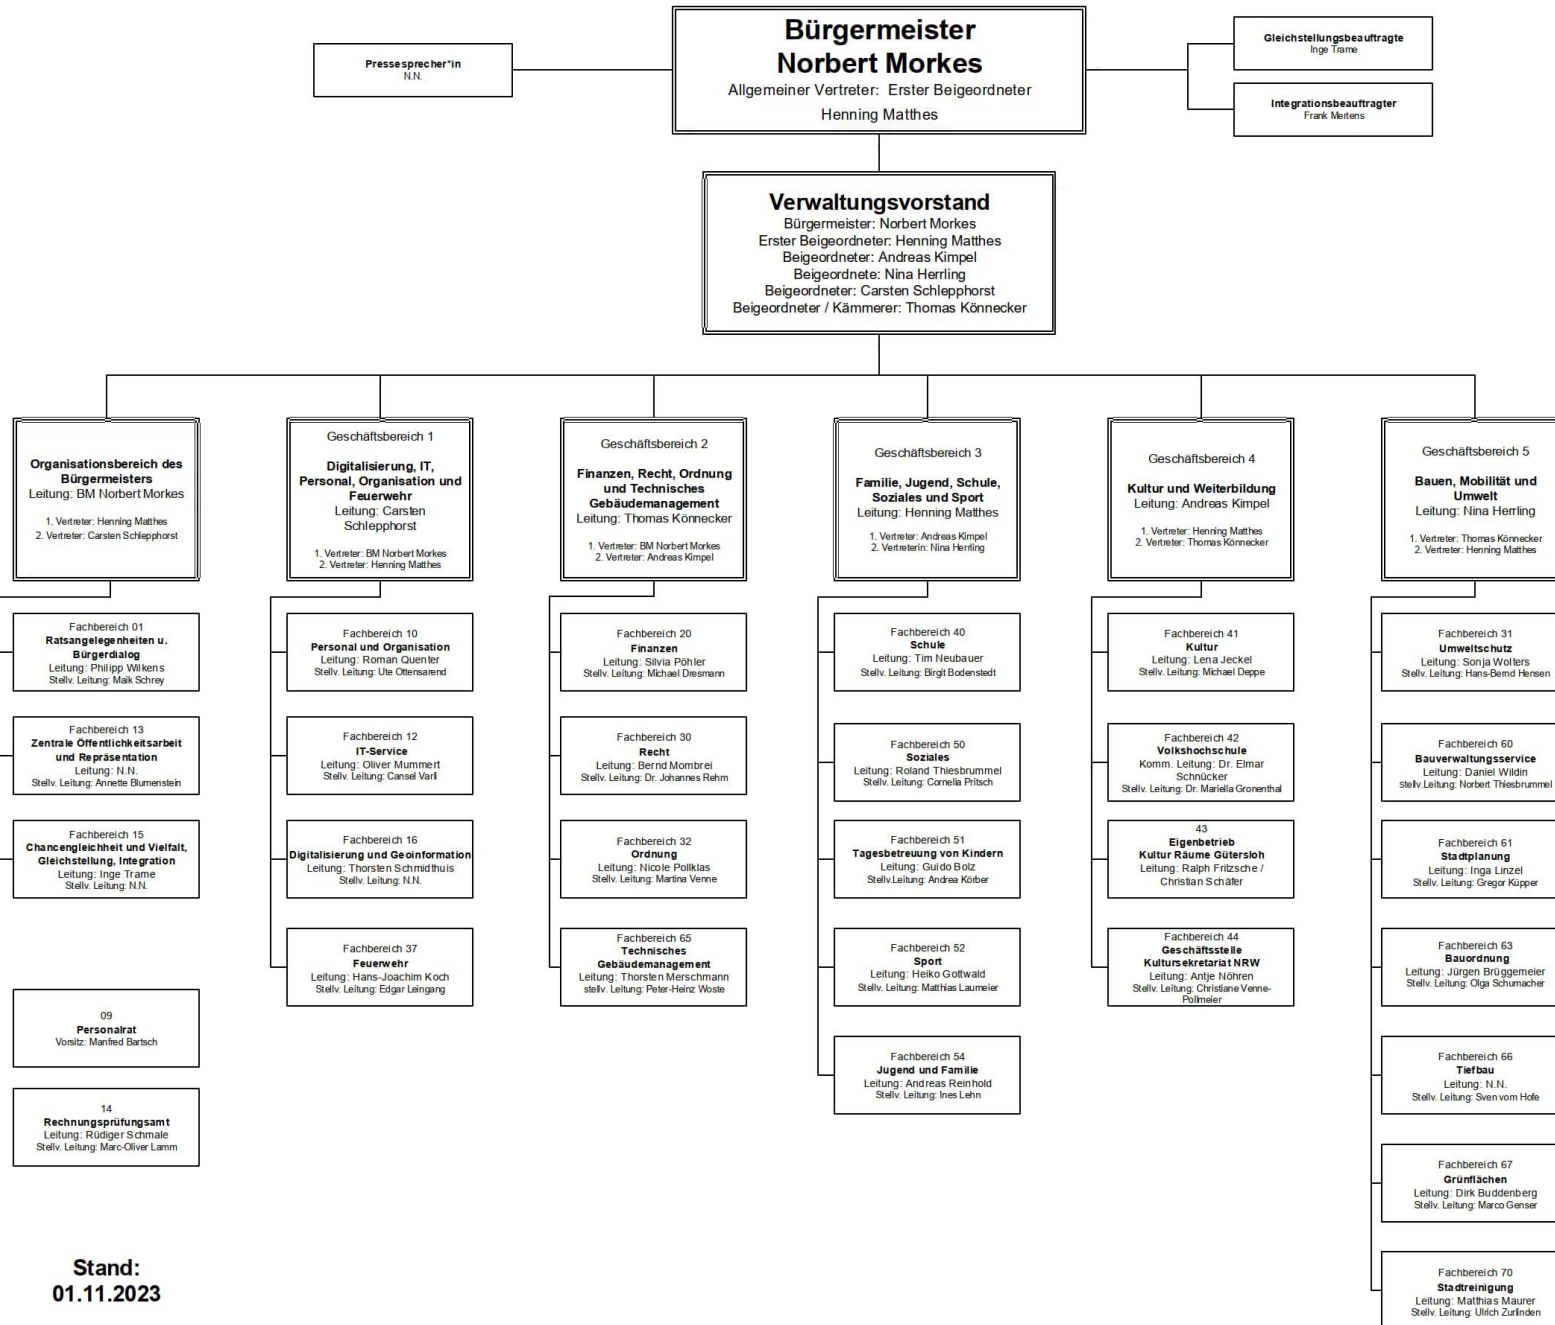 Bürgermeister
Norbert Morkes
Allgemeiner Vertreter: Erster Beigeordneter
Henning Matthes
Pressesprecher*in
N.N.
Gleichstellungsbeauftragte
Inge Trame
Integrationsbeauftragter
Frank Mertens
Verwaltungsvorstand
Bürgermeister: Norbert Morkes
Erster Beigeordneter: Henning Matthes
Beigeordneter: Andreas Kimpel
Beigeordnete: Nina Herrling
Beigeordneter: Carsten Schlepphorst
Beigeordneter / Kämmerer: Thomas Könnecker
Organisationsbereich des
Bürgermeisters
Leitung: BM Norbert Morkes
1. Vertreter: Henning Matthes
2. Vertreter: Carsten Schlepphorst
Fachbereich 01
Ratsangelegenheiten u.
Bürgerdialog
Leitung: Philipp Wilkens
Stellv. Leitung: Maik Schrey
Fachbereich 13
Zentrale Öffentlichkeitsarbeit
und Repräsentation
Leitung: N.N.
Stellv. Leitung: Annette Blumenstein
Fachbereich 15
Chancengleichheit und Vielfalt,
Gleichstellung, Integration
Leitung: Inge Trame
Stellv. Leitung: N.N.
09
Personalrat
Vorsitz: Manfred Bartsch
14
Rechnungsprüfungsamt
Leitung: Rüdiger Schmale
Stellv. Leitung: Marc-Oliver Lamm
Geschäftsbereich 1
Digitalisierung, IT,
Personal, Organisation und
Feuerwehr
Leitung: Carsten
Schlepphorst
1. Vertreter: BM Norbert Morkes
2. Vertreter: Henning Matthes
Fachbereich 10
Personal und Organisation
Leitung: Roman Quenter
Stellv. Leitung: Ute Ottensarend
Fachbereich 12
IT-Service
Leitung: Oliver Mummert
Stellv. Leitung: Cansel Varli
Fachbereich 16
Digitalisierung und Geoinformation
Leitung: Thorsten Schmidthuis
Stellv. Leitung: N.N.
Fachbereich 37
Feuerwehr
Leitung: Hans-Joachim Koch
Stellv. Leitung: Edgar Leingang
Geschäftsbereich 2
Finanzen, Recht, Ordnung
und Technisches
Gebäudemanagement
Leitung: Thomas Könnecker
1. Vertreter: BM Norbert Morkes
2. Vertreter: Andreas Kimpel
Fachbereich 20
Finanzen
Leitung: Silvia Pöhler
Stellv. Leitung: Michael Dresmann
Fachbereich 30
Recht
Leitung: Bernd Mombrei
Stellv. Leitung: Dr. Johannes Rehm
Fachbereich 32
Ordnung
Leitung: Nicole Pollklas
Stellv. Leitung: Martina Venne
Fachbereich 65
Technisches
Gebäudemanagement
Leitung: Thorsten Merschmann
stellv. Leitung: Peter-Heinz Woste
Geschäftsbereich 3
Familie, Jugend, Schule,
Soziales und Sport
Leitung: Henning Matthes
1. Vertreter: Andreas Kimpel
2. Vertreterin: Nina Herrling
Fachbereich 40
Schule
Leitung: Tim Neubauer
Stellv. Leitung: Birgit Bodenstedt
Fachbereich 50
Soziales
Leitung: Roland Thiesbrummel
Stellv. Leitung: Cornelia Pritsch
Fachbereich 51
Tagesbetreuung von Kindern
Leitung: Guido Bolz
Stellv.Leitung: Andrea Körber
Fachbereich 52
Sport
Leitung: Heiko Gottwald
Stellv. Leitung: Matthias Laumeier
Fachbereich 54
Jugend und Familie
Leitung: Andreas Reinhold
Stellv. Leitung: Ines Lehn
Geschäftsbereich 4
Kultur und Weiterbildung
Leitung: Andreas Kimpel
1. Vertreter: Henning Matthes
2. Vertreter: Thomas Könnecker
Fachbereich 41
Kultur
Leitung: Lena Jeckel
Stellv. Leitung: Michael Deppe
Fachbereich 42
Volkshochschule
Komm. Leitung: Dr. Elmar
Schnücker
Stellv. Leitung: Dr. Mariella Gronenthal
43
Eigenbetrieb
Kultur Räume Gütersloh
Leitung: Ralph Fritzsche /
Christian Schäfer
Fachbereich 44
Geschäftsstelle
Kultursekretariat NRW
Leitung: Antje Nöhren
Stellv. Leitung: Christiane Venne-
Pollmeier
Geschäftsbereich 5
Bauen, Mobilität und
Umwelt
Leitung: Nina Herrling
1. Vertreter: Thomas Könnecker
2. Vertreter: Henning Matthes
Fachbereich 31
Umweltschutz
Leitung: Sonja Wolters
Stellv. Leitung: Hans-Bernd Hensen
Fachbereich 60
Bauverwaltungsservice
Leitung: Daniel Wildin
stellv.Leitung: Norbert Thiesbrummel
Fachbereich 61
Stadtplanung
Leitung: Inga Linzel
Stellv. Leitung: Gregor Küpper
Fachbereich 63
Bauordnung
Leitung: Jürgen Brüggemeier
Stellv. Leitung: Olga Schumacher
Fachbereich 66
Tiefbau
Leitung: N.N.
Stellv. Leitung: Sven vom Hofe
Fachbereich 67
Grünflächen
Leitung: Dirk Buddenberg
Stellv. Leitung: Marco Genser
Fachbereich 70
Stadtreinigung
Leitung: Matthias Maurer
Stellv. Leitung: Ulrich Zurlinden
Stand:
01.11.2023